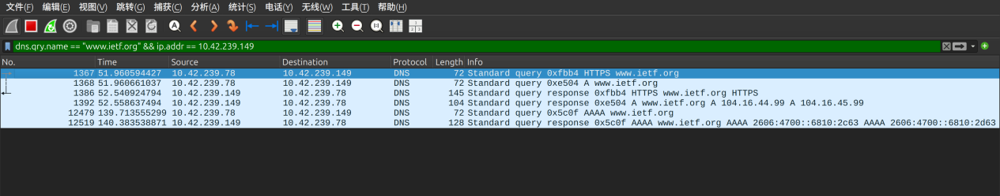 文件(F) 编辑(E) 视图(V) 跳转(G) 捕获(C) 分析(A) 统计(S) 电话(Y) 无线(W) 工具(T) 帮助(H)
dns.qry.name == "www.ietf.org" && ip.addr == 10.42.239.149
No. Time Source Destination Protocol Length Info
1367 51.960594427 10.42.239.78 10.42.239.149 DNS 72 Standard query 0xfbb4 HTTPS www.ietf.org
1368 51.960661037 10.42.239.78 10.42.239.149 DNS 72 Standard query 0xe504 A www.ietf.org
1386 52.540924794 10.42.239.149 10.42.239.78 DNS 145 Standard query response 0xfbb4 HTTPS www.ietf.org HTTPS
1392 52.558637494 10.42.239.149 10.42.239.78 DNS 104 Standard query response 0xe504 A www.ietf.org A 104.16.44.99 A 104.16.45.99
12479 139.713555299 10.42.239.78 10.42.239.149 DNS 72 Standard query 0x5c0f AAAA www.ietf.org
12519 140.383538871 10.42.239.149 10.42.239.78 DNS 128 Standard query response 0x5c0f AAAA www.ietf.org AAAA 2606:4700::6810:2c63 AAAA 2606:4700::6810:2d63